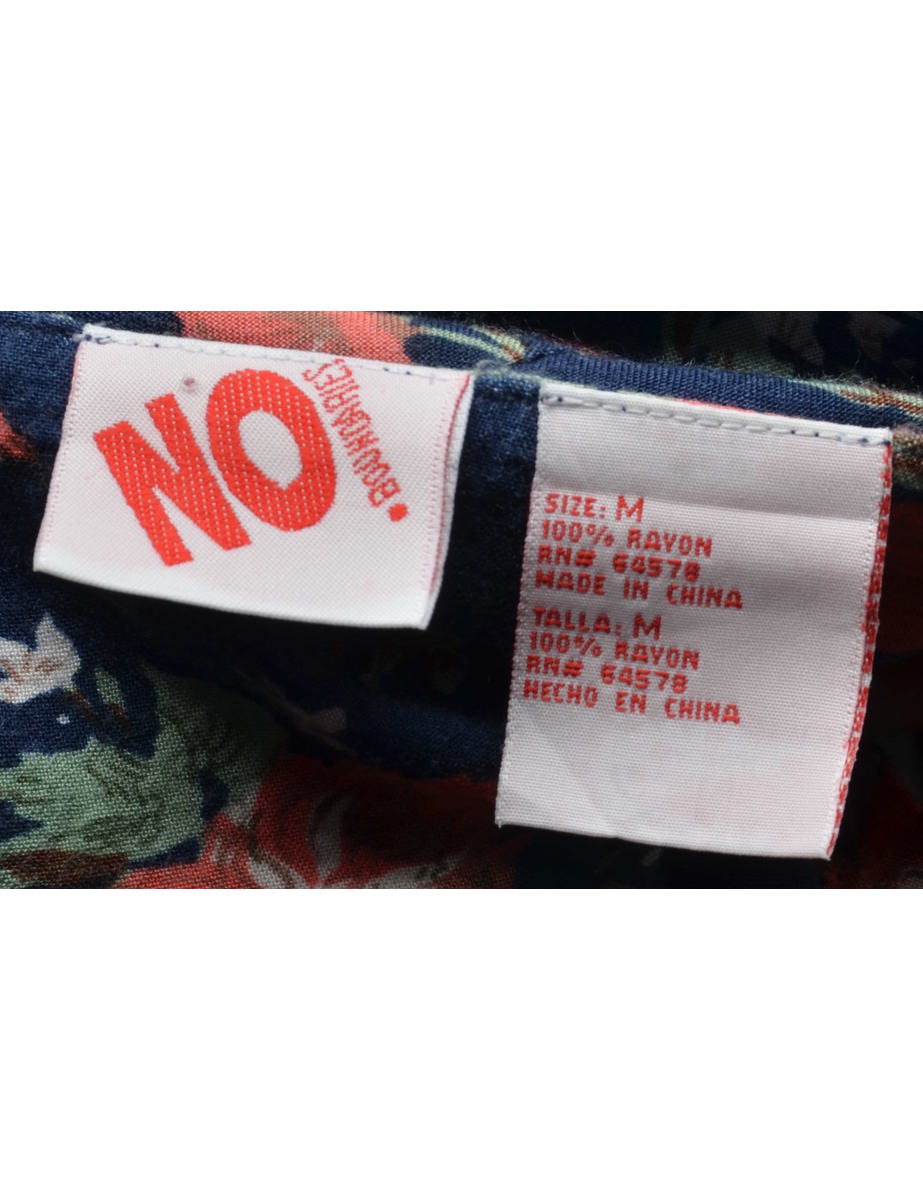 NO
BOUNDARIES.
SIZE: M
100% RAYON
RN# 64578
MADE IN CHINA
TALLA: M
100% RAYON
RN# 64578
HECHO EN CHINA